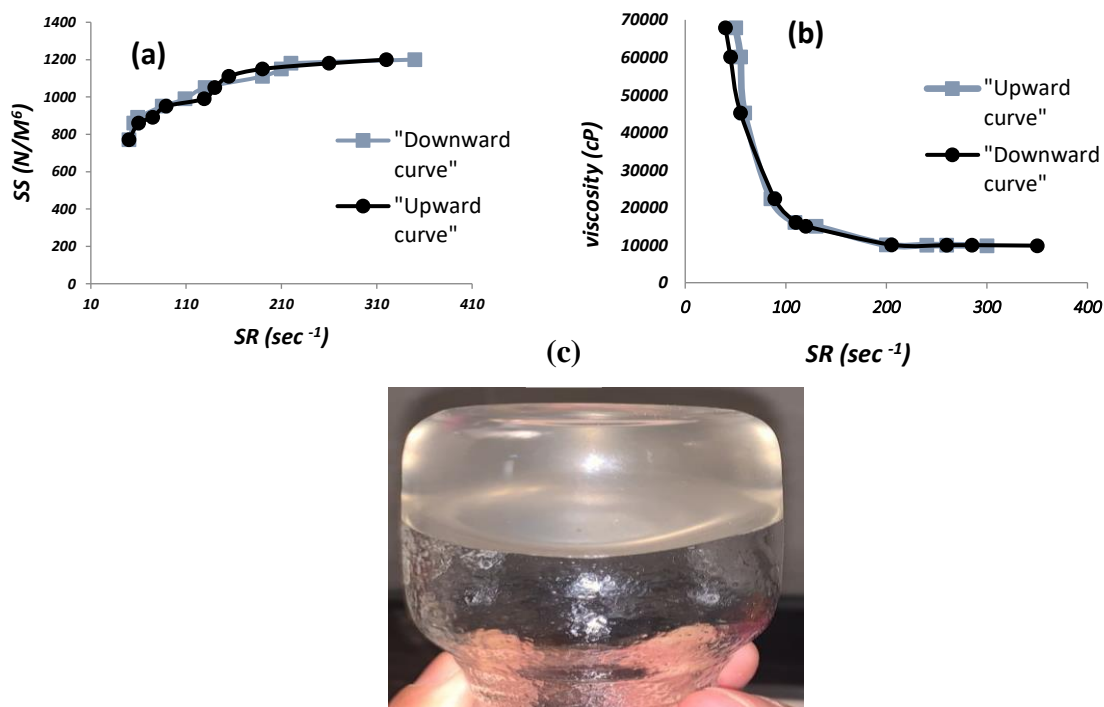 (a)
SS (N/M⁶)
1400
1200
1000
800
600
400
200
0
10 110 210 310 410
SR (sec ⁻¹)
"Downward
curve"
"Upward
curve"
(b)
viscosity (cP)
70000
60000
50000
40000
30000
20000
10000
0
0 100 200 300 400
SR (sec ⁻¹)
"Upward
curve"
"Downward
curve"
(c)